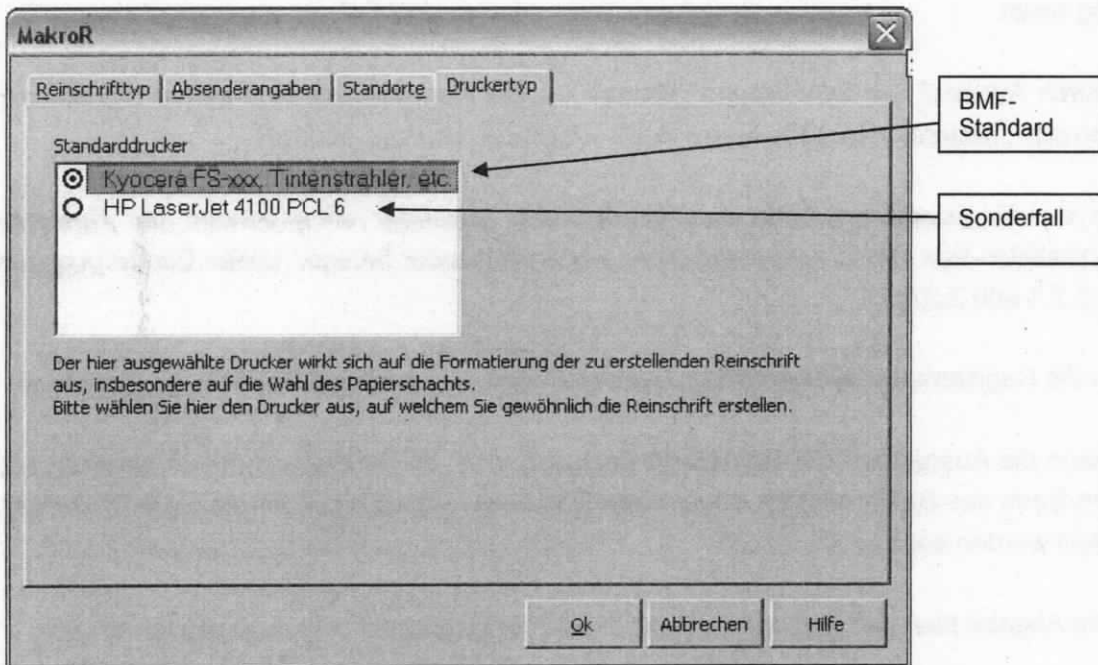 MakroR
Reinschrifttyp Absenderangaben Standorte Druckertyp
BMF-
Standard
Standarddrucker
Kyocera FS-xxx, Tintenstrahler, etc.
HP LaserJet 4100 PCL 6
Sonderfall
Der hier ausgewählte Drucker wirkt sich auf die Formatierung der zu erstellenden Reinschrift
aus, insbesondere auf die Wahl des Papierschachts.
Bitte wählen Sie hier den Drucker aus, auf welchem Sie gewöhnlich die Reinschrift erstellen.
Ok Abbrechen Hilfe